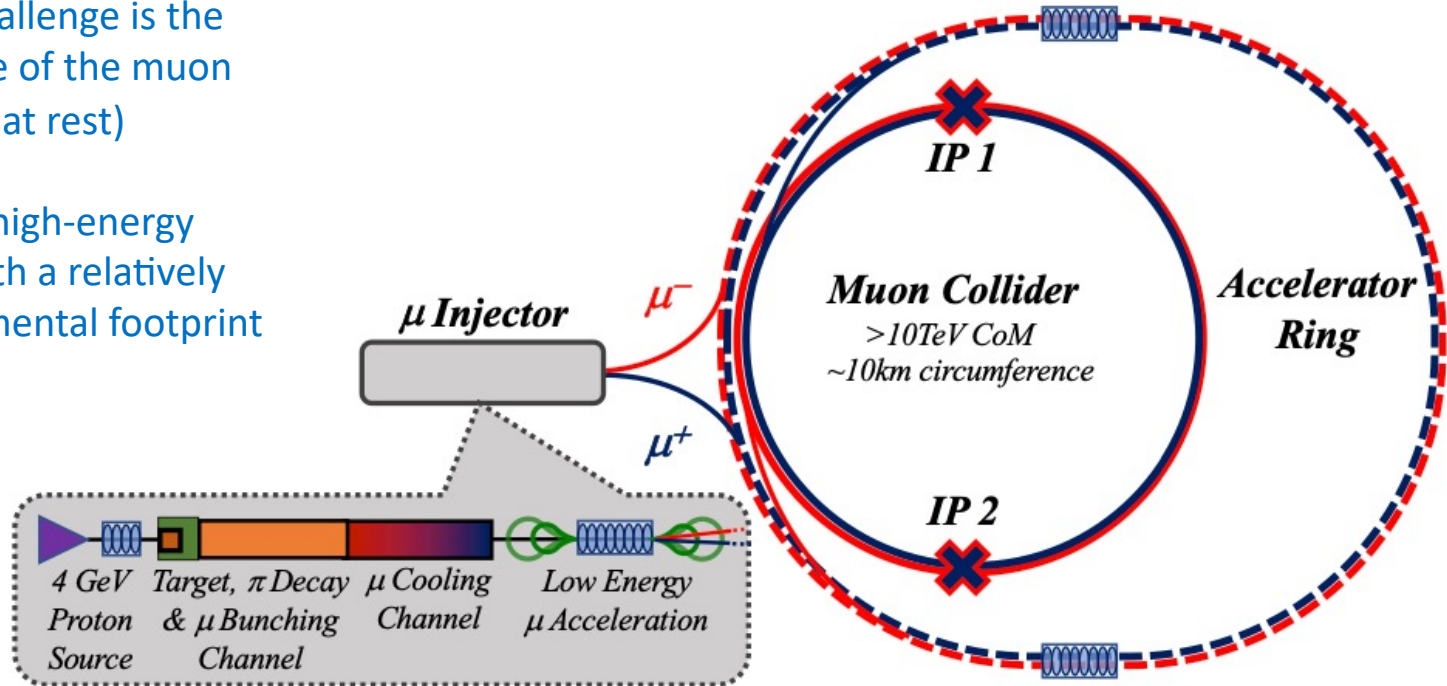 allenge is the
e of the muon
at rest)
high-energy
th a relatively
mental footprint
μ Injector
μ⁻
μ⁺
IP 1
Muon Collider
>10TeV CoM
~10km circumference
Accelerator
Ring
IP 2
4 GeV
Proton
Source
Target, π Decay
& μ Bunching
Channel
μ Cooling
Channel
Low Energy
μ Acceleration